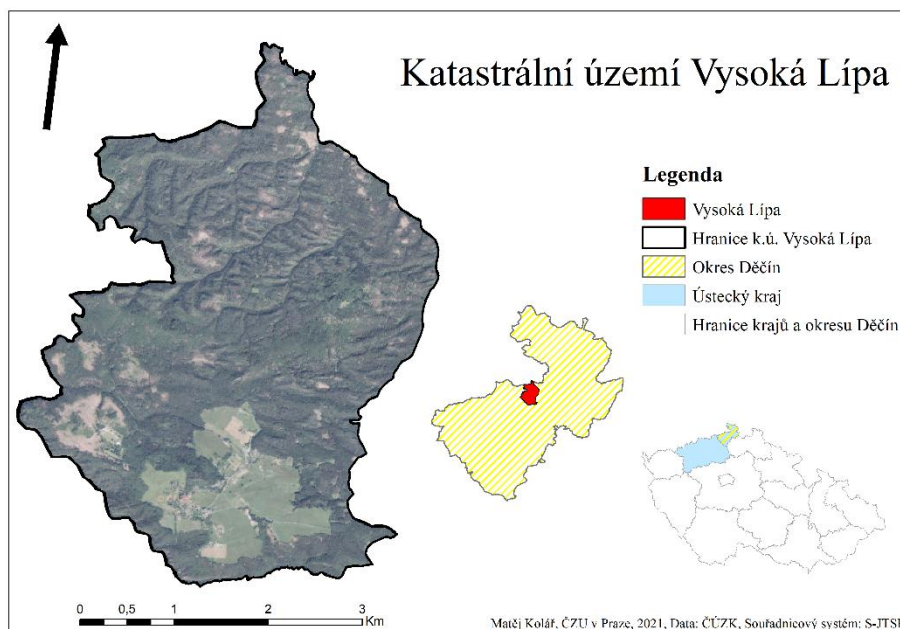 Katastrální území Vysoká Lípa
Legenda
Vysoká Lípa
Hranice k.ú. Vysoká Lípa
Okres Děčín
Ústecký kraj
Hranice krajů a okresu Děčín
0 0,5 1 2 3
Km
Matěj Kolář, ČZU v Praze, 2021, Data: ČÚZK, Souřadnicový systém: S-JTSK